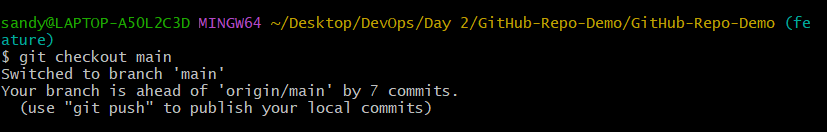 sandy@LAPTOP-A5OL2C3D MINGW64 ~/Desktop/DevOps/Day 2/GitHub-Repo-Demo/GitHub-Repo-Demo (fe
ature)
$ git checkout main
Switched to branch 'main'
Your branch is ahead of 'origin/main' by 7 commits.
  (use "git push" to publish your local commits)